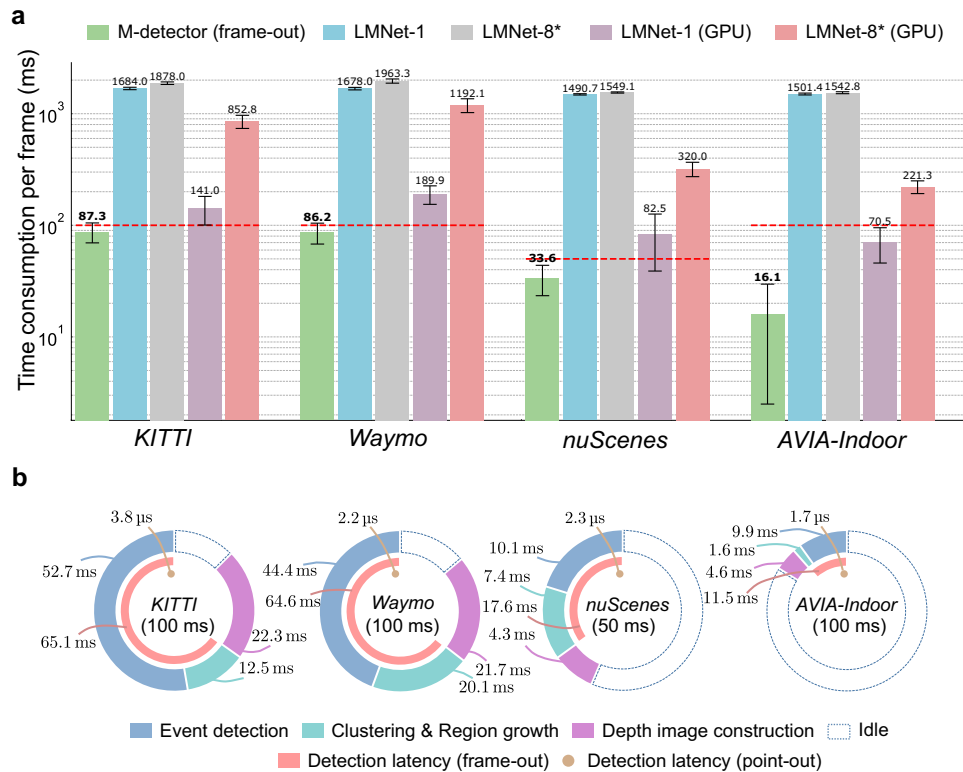 a
M-detector (frame-out) LMNet-1 LMNet-8* LMNet-1 (GPU) LMNet-8* (GPU)
Time consumption per frame (ms)
10³
10²
10¹
87.3 1684.0 1878.0 141.0 852.8
86.2 1678.0 1963.3 189.9 1192.1
33.6 1490.7 1549.1 82.5 320.0
16.1 1501.4 1542.8 70.5 221.3
KITTI Waymo nuScenes AVIA-Indoor
b
3.8 µs
52.7 ms
65.1 ms
22.3 ms
12.5 ms
KITTI
(100 ms)
2.2 µs
44.4 ms
64.6 ms
21.7 ms
20.1 ms
Waymo
(100 ms)
2.3 µs
10.1 ms
7.4 ms
17.6 ms
4.3 ms
nuScenes
(50 ms)
1.7 µs
9.9 ms
1.6 ms
4.6 ms
11.5 ms
AVIA-Indoor
(100 ms)
Event detection Clustering & Region growth Depth image construction Idle
Detection latency (frame-out) Detection latency (point-out)